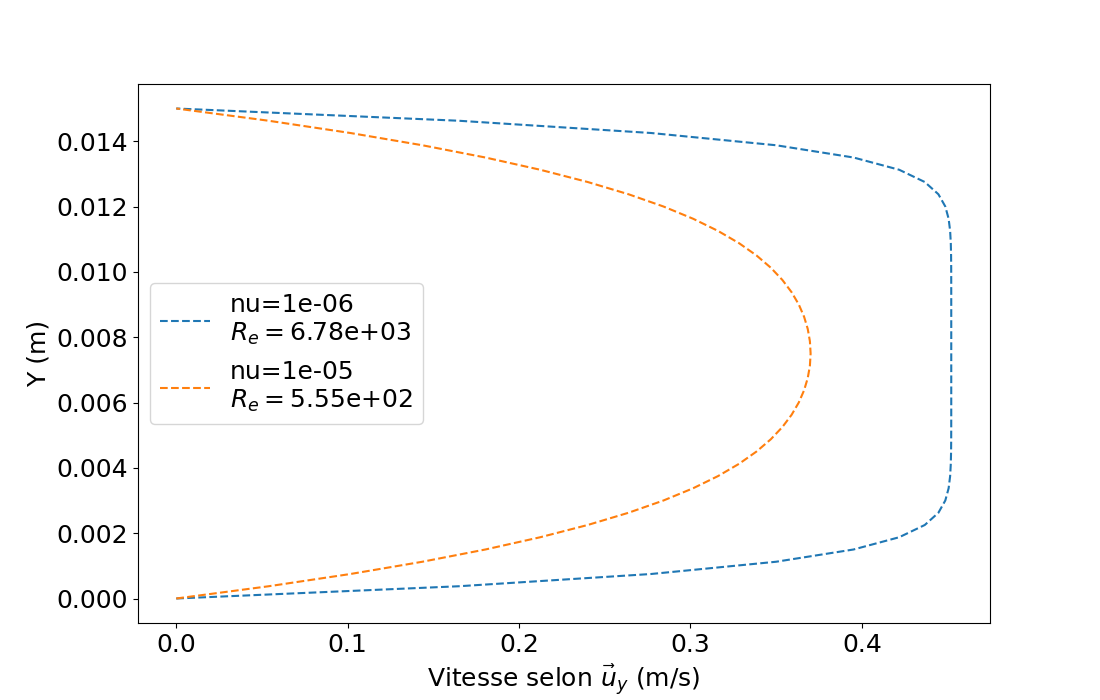 0.014
0.012
0.010
0.008
0.006
0.004
0.002
0.000
Y (m)
nu=1e-06
$R_e = 6.78e+03$
nu=1e-05
$R_e = 5.55e+02$
0.0 0.1 0.2 0.3 0.4
Vitesse selon $\vec{u}_y$ (m/s)